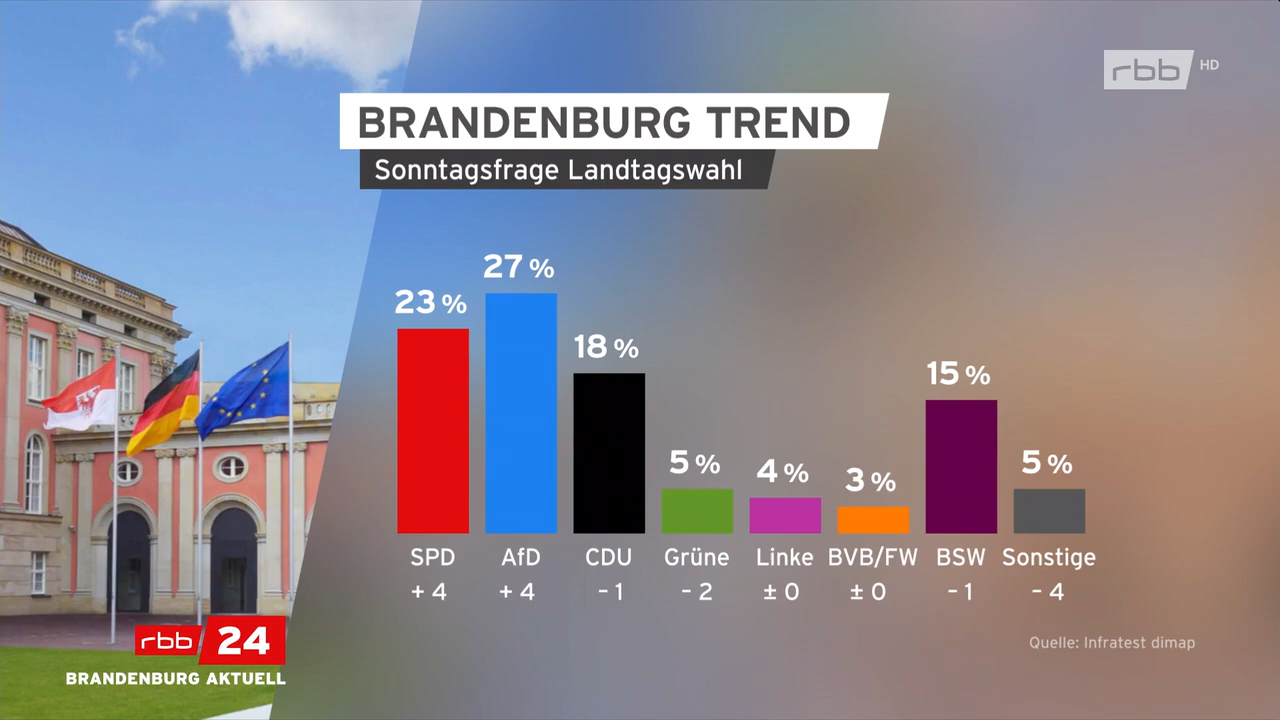 rbb HD
BRANDENBURG TREND
Sonntagsfrage Landtagswahl
23 % 27 % 18 % 5 % 4 % 3 % 15 % 5 %
SPD AfD CDU Grüne Linke BVB/FW BSW Sonstige
+ 4 + 4 – 1 – 2 ± 0 ± 0 – 1 – 4
Quelle: Infratest dimap
rbb 24
BRANDENBURG AKTUELL